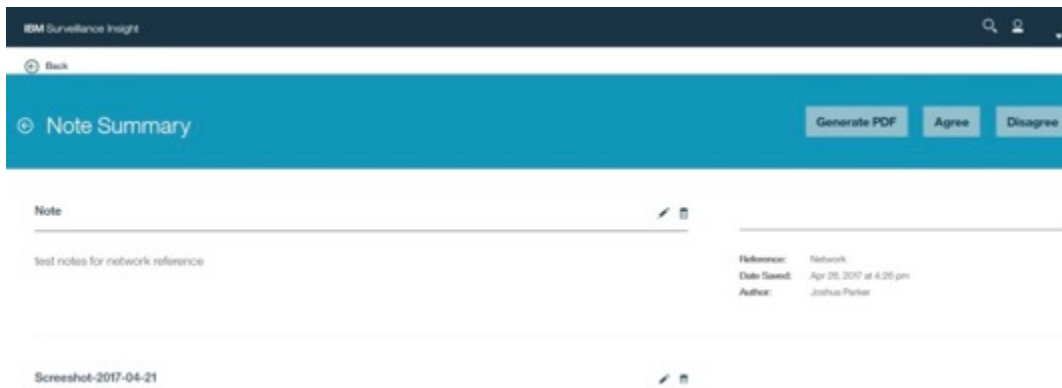 IBM Surveillance Insight
Back
Note Summary
Generate PDF
Agree
Disagree
Note
test notes for network reference
Reference: Network
Date Saved: Apr 28, 2017 at 4:26 pm
Author: Joshua Parker
Screeshot-2017-04-21